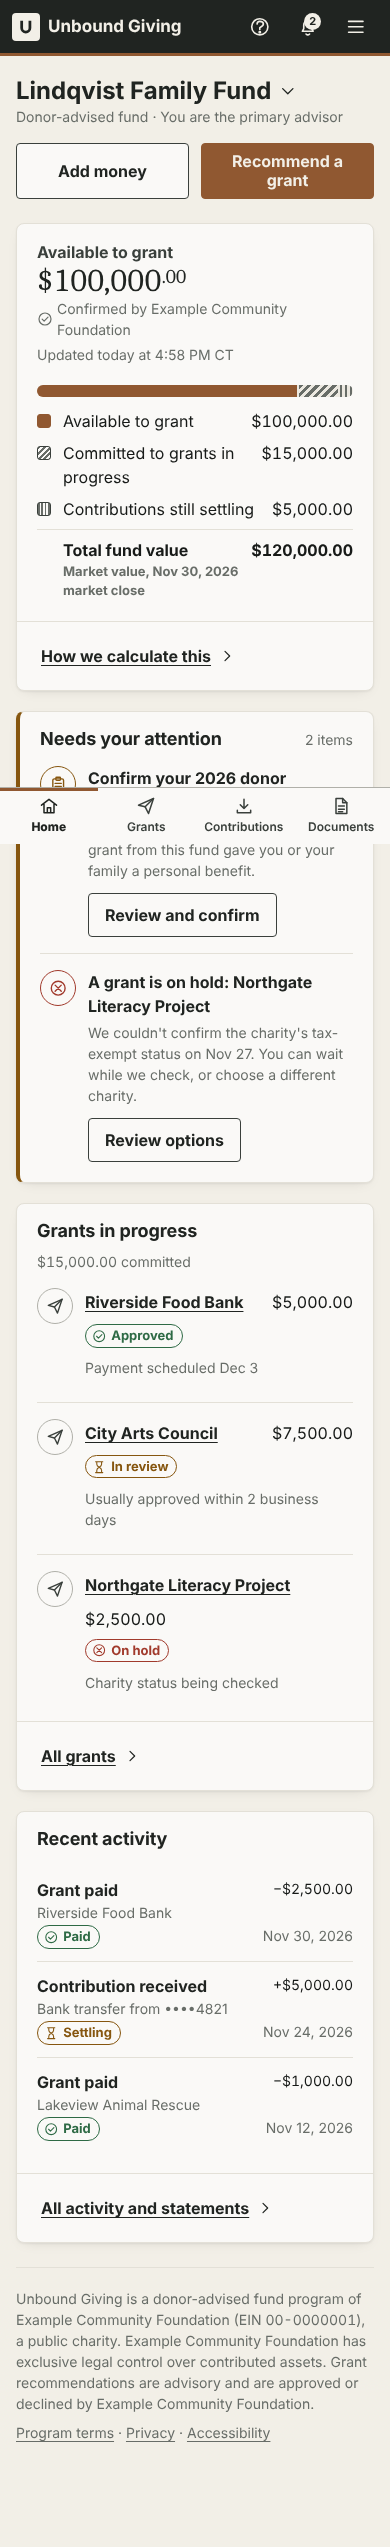 U Unbound Giving
2
Lindqvist Family Fund
Donor-advised fund · You are the primary advisor
Add money
Recommend a
grant
Available to grant
$100,000.00
Confirmed by Example Community
Foundation
Updated today at 4:58 PM CT
Available to grant $100,000.00
Committed to grants in $15,000.00
progress
Contributions still settling $5,000.00
Total fund value $120,000.00
Market value, Nov 30, 2026
market close
How we calculate this
Needs your attention 2 items
Confirm your 2026 donor
Home Grants Contributions Documents
grant from this fund gave you or your
family a personal benefit.
Review and confirm
A grant is on hold: Northgate
Literacy Project
We couldn't confirm the charity's tax-
exempt status on Nov 27. You can wait
while we check, or choose a different
charity.
Review options
Grants in progress
$15,000.00 committed
Riverside Food Bank $5,000.00
Approved
Payment scheduled Dec 3
City Arts Council $7,500.00
In review
Usually approved within 2 business
days
Northgate Literacy Project
$2,500.00
On hold
Charity status being checked
All grants
Recent activity
Grant paid −$2,500.00
Riverside Food Bank
Paid Nov 30, 2026
Contribution received +$5,000.00
Bank transfer from ••••4821
Settling Nov 24, 2026
Grant paid −$1,000.00
Lakeview Animal Rescue
Paid Nov 12, 2026
All activity and statements
Unbound Giving is a donor-advised fund program of
Example Community Foundation (EIN 00-0000001),
a public charity. Example Community Foundation has
exclusive legal control over contributed assets. Grant
recommendations are advisory and are approved or
declined by Example Community Foundation.
Program terms · Privacy · Accessibility